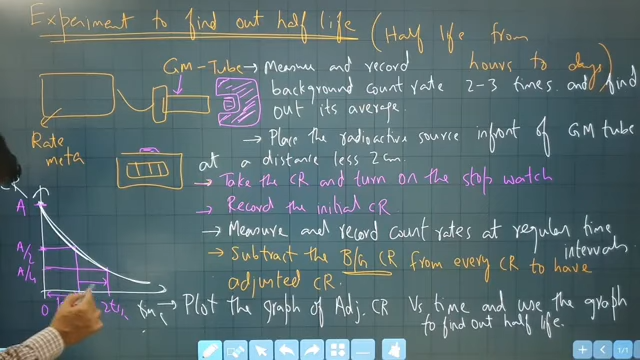 Experiment to find out half life (Half life from
hours to days)
GM-Tube → Measure and record
background count rate 2-3 times and find
out its average.
Rate
meta
→ Place the radioactive source infront of GM tube
at a distance less 2cm.
→ Take the CR and turn on the stop watch
→ Record the initial CR
→ Measure and record count rates at regular time
intervals
→ Subtract the B/G CR from every CR to have
adjusted CR.
→ Plot the graph of Adj. CR Vs time and use the graph
to find out half life.
A
A/2
A/4
0